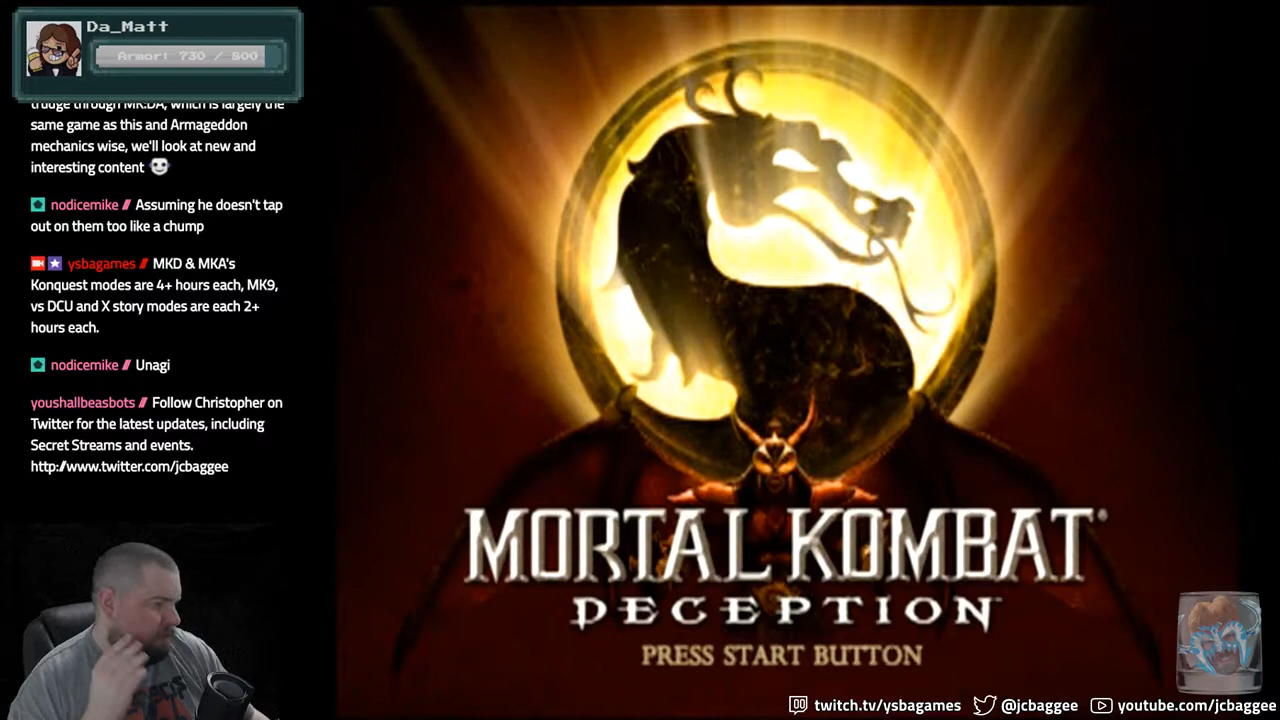 Da_Matt
Armor: 730 / 800
trudge through MK:DA, which is largely the
same game as this and Armageddon
mechanics wise, we'll look at new and
interesting content
nodicemike // Assuming he doesn't tap
out on them too like a chump
ysbagames // MKD & MKA's
Konquest modes are 4+ hours each, MK9,
vs DCU and X story modes are each 2+
hours each.
nodicemike // Unagi
youshallbeasbots // Follow Christopher on
Twitter for the latest updates, including
Secret Streams and events.
http://www.twitter.com/jcbaggee
MORTAL KOMBAT®
DECEPTION™
PRESS START BUTTON
twitch.tv/ysbagames @jcbaggee youtube.com/jcbaggee